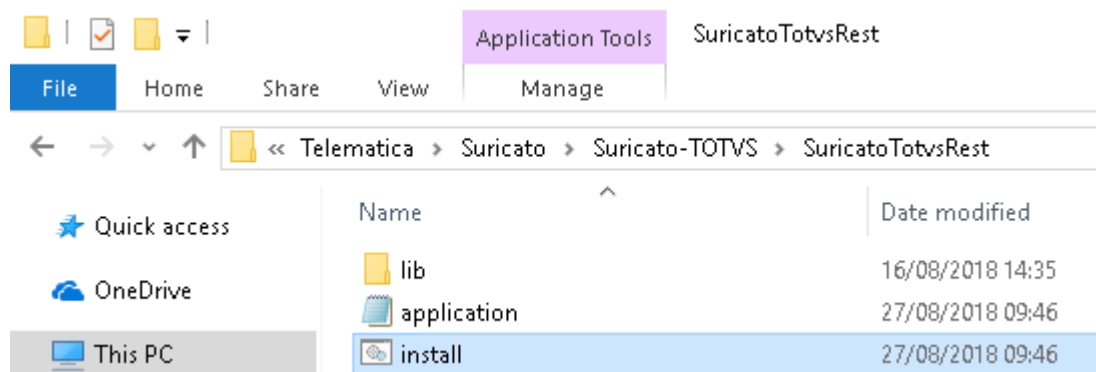 Application Tools SuricatoTotvsRest
File Home Share View Manage
« Telematica > Suricato > Suricato-TOTVS > SuricatoTotvsRest
Quick access
OneDrive
This PC
Name Date modified
lib 16/08/2018 14:35
application 27/08/2018 09:46
install 27/08/2018 09:46